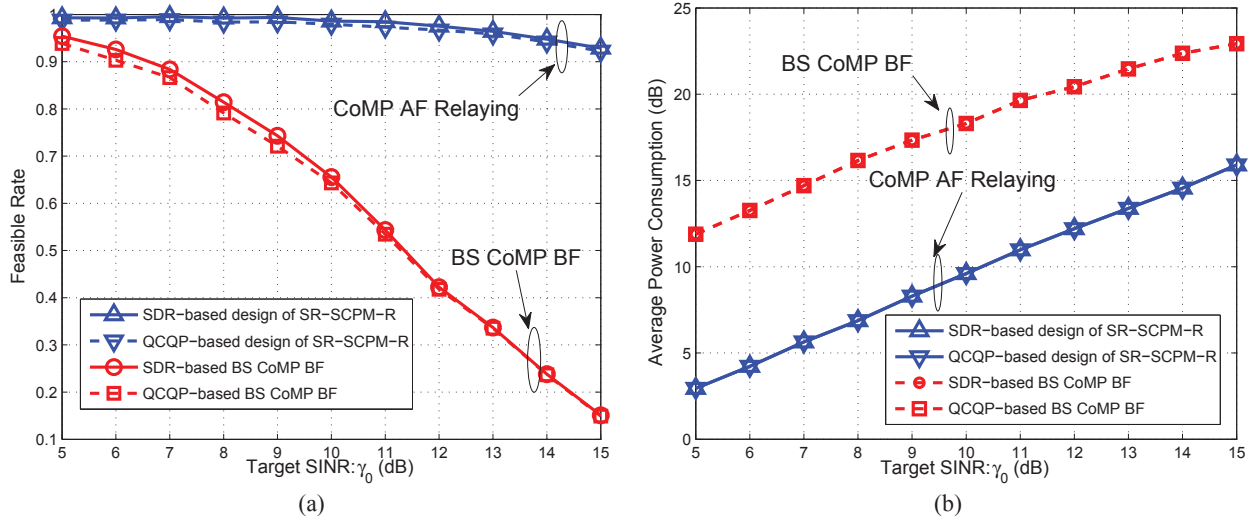 1
0.9
0.8
0.7
0.6
0.5
0.4
0.3
0.2
0.1
Feasible Rate
CoMP AF Relaying
BS CoMP BF
SDR−based design of SR−SCPM−R
QCQP−based design of SR−SCPM−R
SDR−based BS CoMP BF
QCQP−based BS CoMP BF
5 6 7 8 9 10 11 12 13 14 15
Target SINR:γ0 (dB)
(a)
25
20
15
10
5
0
Average Power Consumption (dB)
BS CoMP BF
CoMP AF Relaying
SDR−based design of SR−SCPM−R
QCQP−based design of SR−SCPM−R
SDR−based BS CoMP BF
QCQP−based BS CoMP BF
5 6 7 8 9 10 11 12 13 14 15
Target SINR:γ0 (dB)
(b)